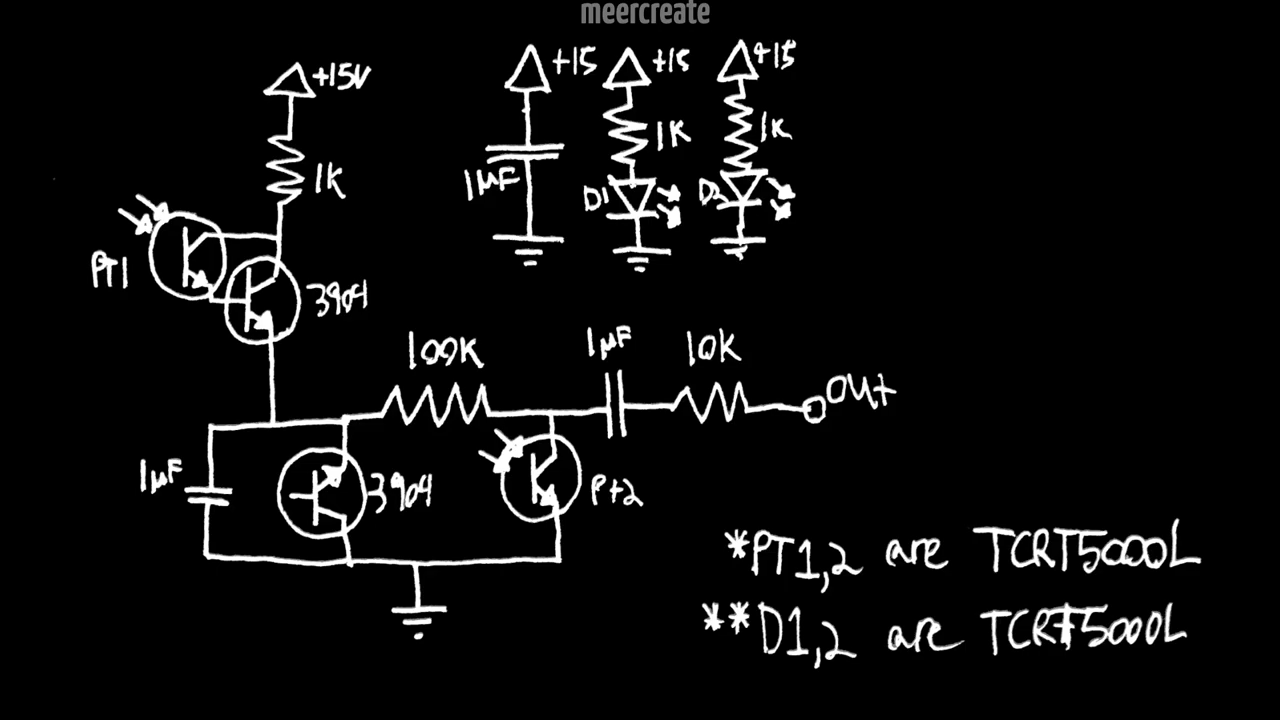 meercreate
+15V
+15
+15
+15
1K
1K
1K
1µF
D1
D2
PT1
3904
100K
1µF
10K
Out
1µF
3904
Pt2
*PT1,2 are TCRT5000L
**D1,2 are TCRT5000L